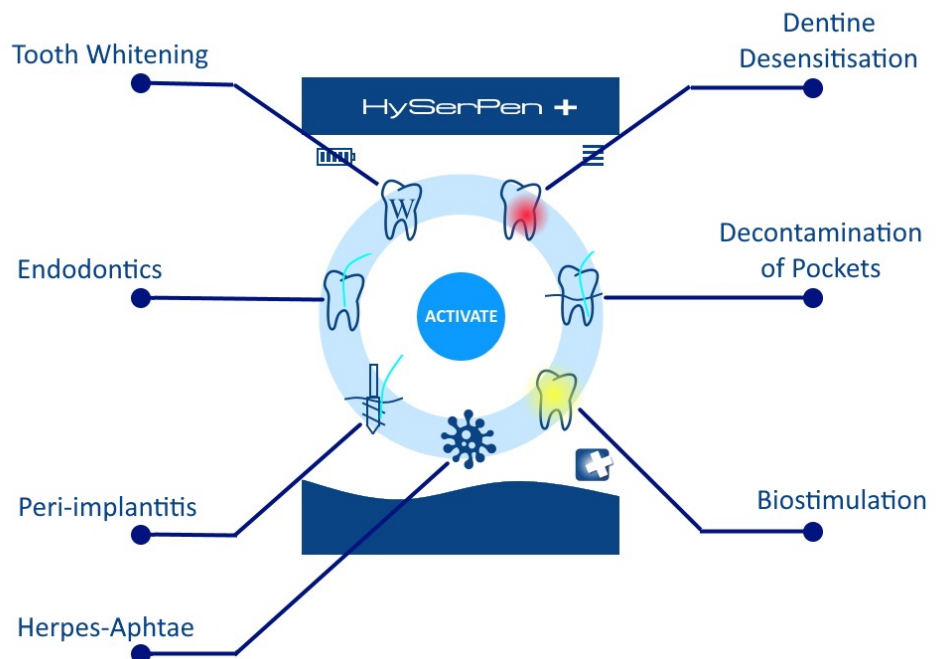 Tooth Whitening
Dentine
Desensitisation
HySerPen +
W
Endodontics
Decontamination
of Pockets
ACTIVATE
Peri-implantitis
Biostimulation
Herpes-Aphtae